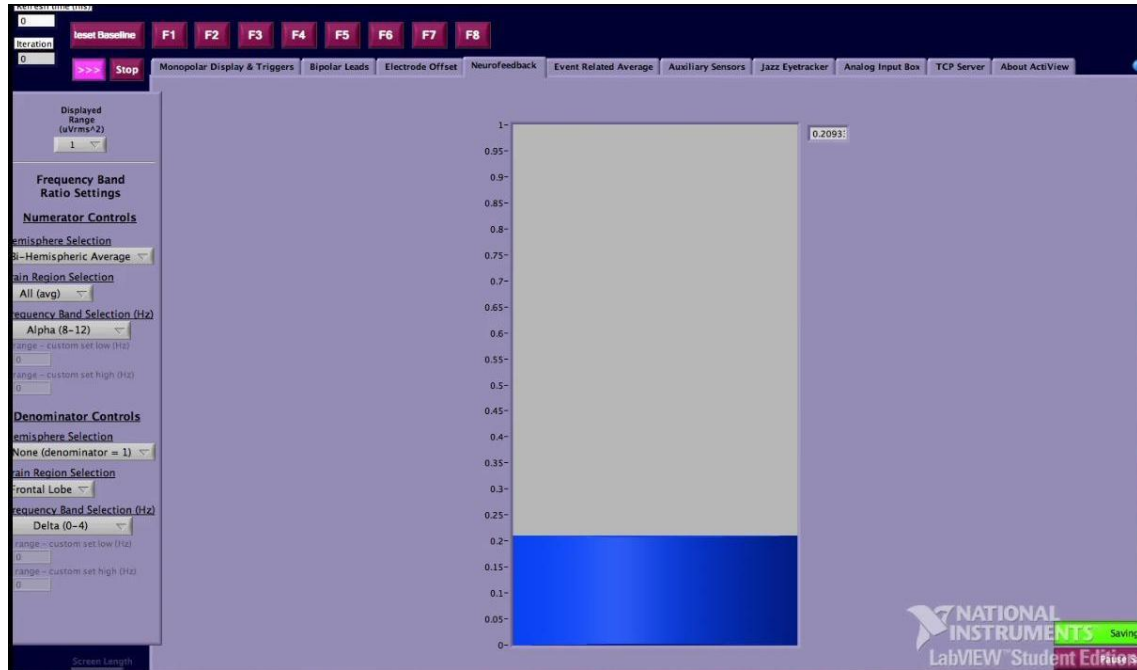 Refresh time (ms)
0
Iteration
0
Reset Baseline
F1 F2 F3 F4 F5 F6 F7 F8
>>> Stop
Monopolar Display & Triggers Bipolar Leads Electrode Offset Neurofeedback Event Related Average Auxiliary Sensors Jazz Eyetracker Analog Input Box TCP Server About ActiView
Displayed
Range
(uVrms^2)
1
Frequency Band
Ratio Settings
Numerator Controls
emisphere Selection
Bi-Hemispheric Average
ain Region Selection
All (avg)
requency Band Selection (Hz)
Alpha (8-12)
range - custom set low (Hz)
0
range - custom set high (Hz)
0
Denominator Controls
emisphere Selection
None (denominator = 1)
rain Region Selection
Frontal Lobe
requency Band Selection (Hz)
Delta (0-4)
range - custom set low (Hz)
0
range - custom set high (Hz)
0
Screen Length
1-
0.95-
0.9-
0.85-
0.8-
0.75-
0.7-
0.65-
0.6-
0.55-
0.5-
0.45-
0.4-
0.35-
0.3-
0.25-
0.2-
0.15-
0.1-
0.05-
0-
0.2093
NATIONAL
INSTRUMENTS
LabVIEW™ Student Edition
Saving
Pause S